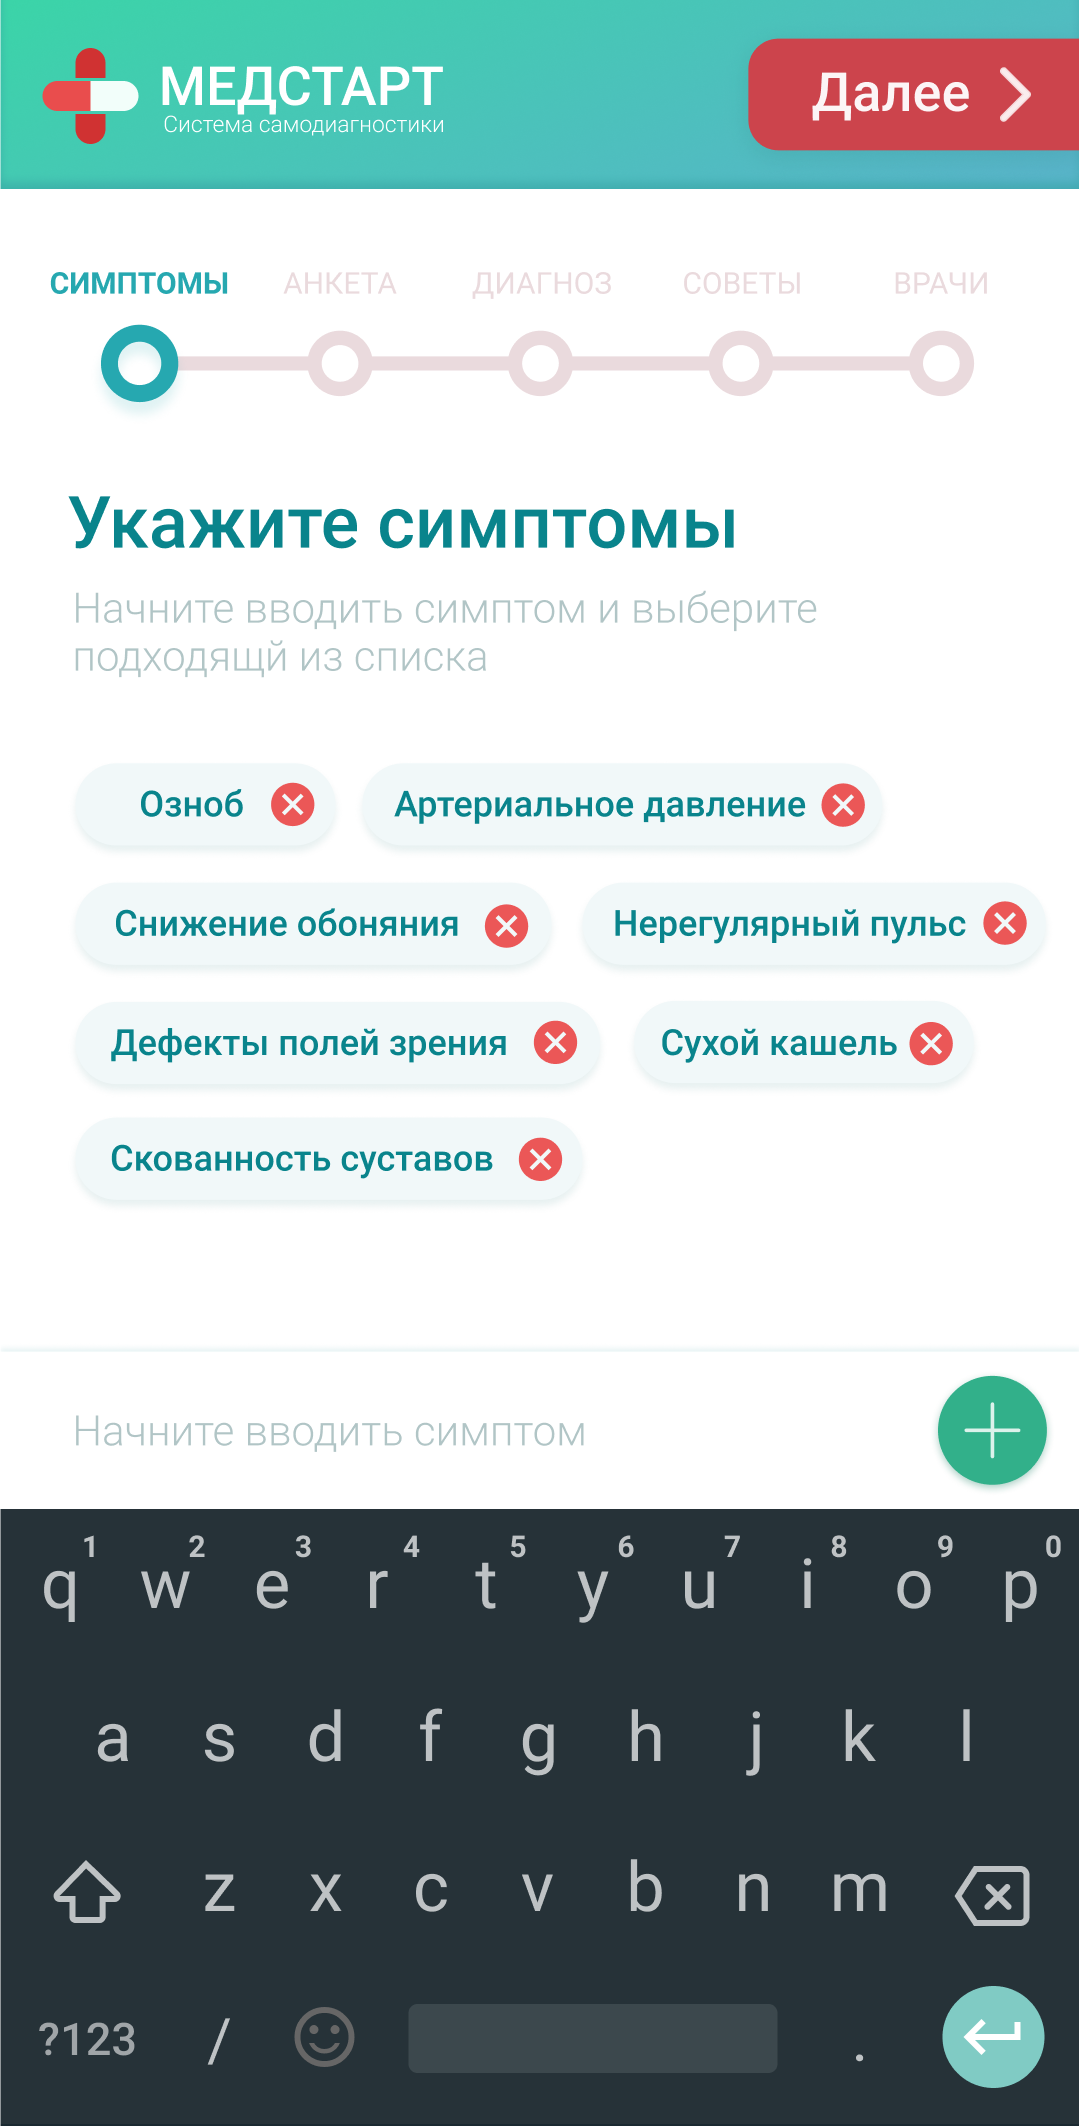 МЕДСТАРТ
Система самодиагностики
Далее
СИМПТОМЫ АНКЕТА ДИАГНОЗ СОВЕТЫ ВРАЧИ
Укажите симптомы
Начните вводить симптом и выберите
подходящй из списка
Озноб Артериальное давление
Снижение обоняния Нерегулярный пульс
Дефекты полей зрения Сухой кашель
Скованность суставов
Начните вводить симптом
1 2 3 4 5 6 7 8 9 0
q w e r t y u i o p
a s d f g h j k l
z x c v b n m
?123 / .